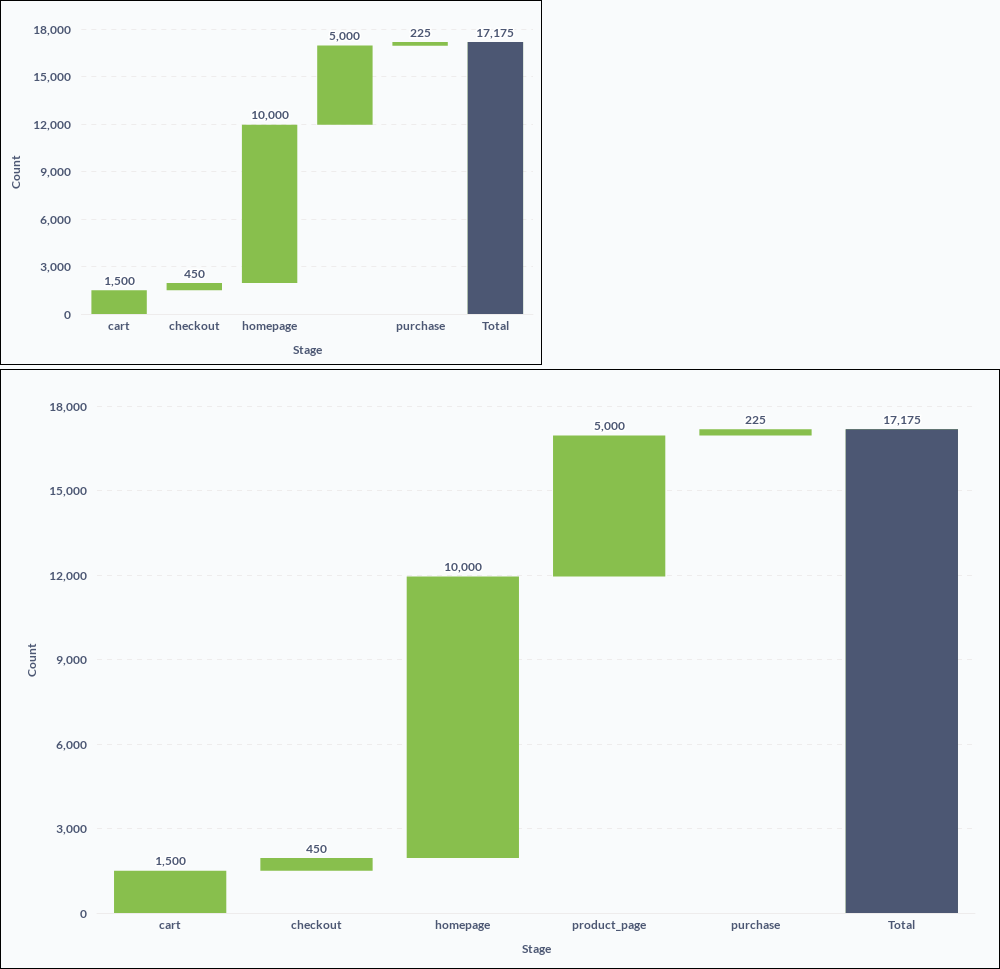 18,000
15,000
12,000
9,000
6,000
3,000
0
Count
1,500
450
10,000
5,000
225
17,175
cart
checkout
homepage
purchase
Total
Stage
18,000
15,000
12,000
9,000
6,000
3,000
0
Count
1,500
450
10,000
5,000
225
17,175
cart
checkout
homepage
product_page
purchase
Total
Stage